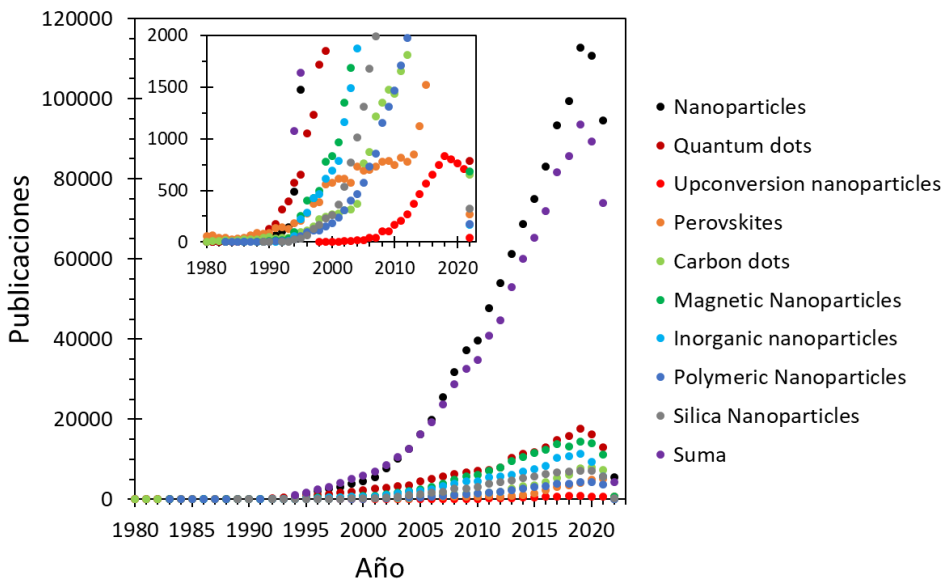 120000
100000
80000
60000
40000
20000
0
2000
1500
1000
500
0
1980
1990
2000
2010
2020
1980
1985
1990
1995
2000
2005
2010
2015
2020
Publicaciones
Año
Nanoparticles
Quantum dots
Upconversion nanoparticles
Perovskites
Carbon dots
Magnetic Nanoparticles
Inorganic nanoparticles
Polymeric Nanoparticles
Silica Nanoparticles
Suma